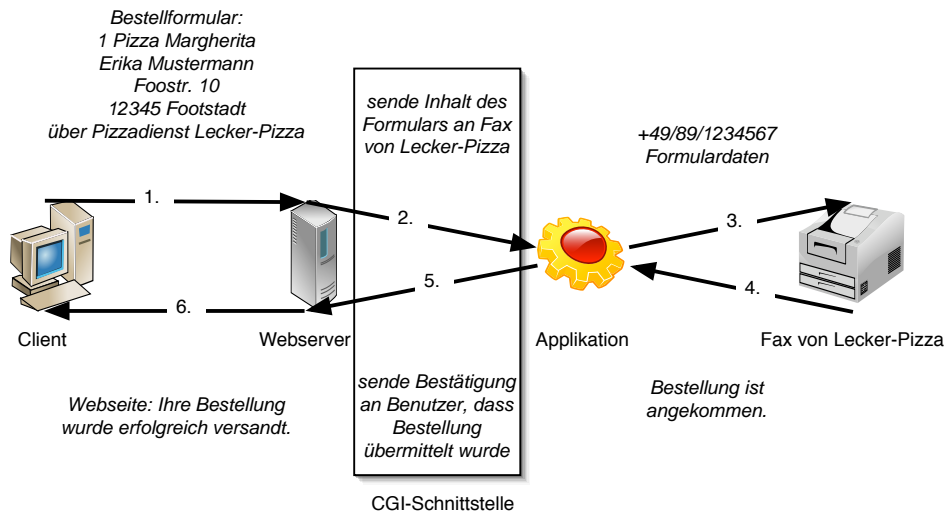 Bestellformular:
1 Pizza Margherita
Erika Mustermann
Foostr. 10
12345 Footstadt
über Pizzadienst Lecker-Pizza
sende Inhalt des
Formulars an Fax
von Lecker-Pizza
+49/89/1234567
Formulardaten
1.
2.
3.
4.
5.
6.
Client
Webserver
Applikation
Fax von Lecker-Pizza
Webseite: Ihre Bestellung
wurde erfolgreich versandt.
sende Bestätigung
an Benutzer, dass
Bestellung
übermittelt wurde
Bestellung ist
angekommen.
CGI-Schnittstelle